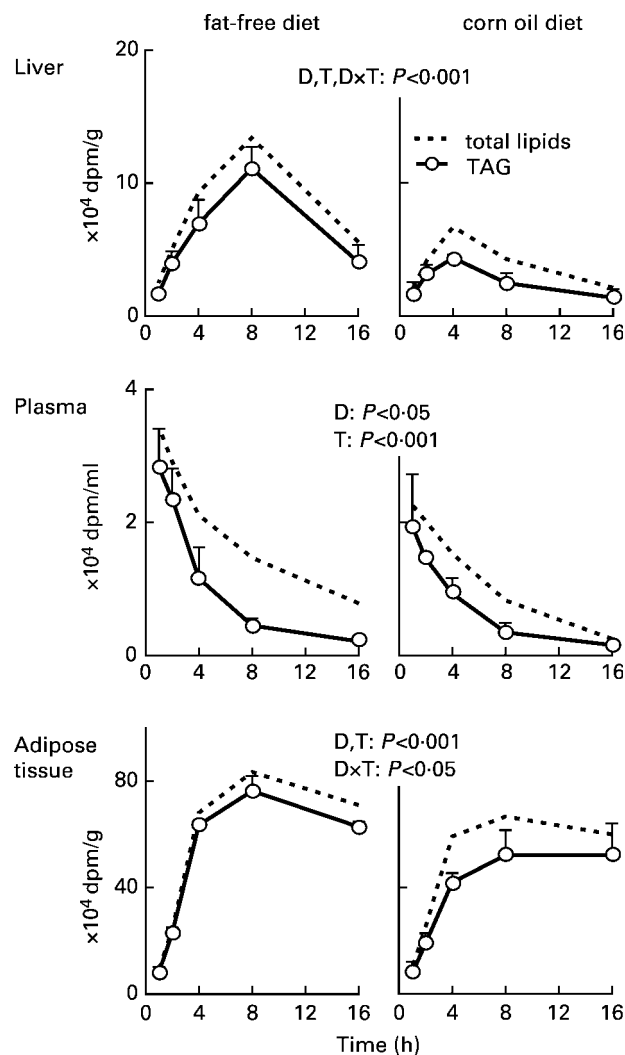 fat-free diet corn oil diet
Liver
D,T,D×T: P<0·001
×10⁴ dpm/g
20
10
0
total lipids
TAG
0 4 8 12 16 0 4 8 12 16
Plasma
D: P<0·05
T: P<0·001
×10⁴ dpm/ml
4
2
0
0 4 8 12 16 0 4 8 12 16
Adipose
tissue
D,T: P<0·001
D×T: P<0·05
×10⁴ dpm/g
80
40
0
0 4 8 12 16 0 4 8 12 16
Time (h)